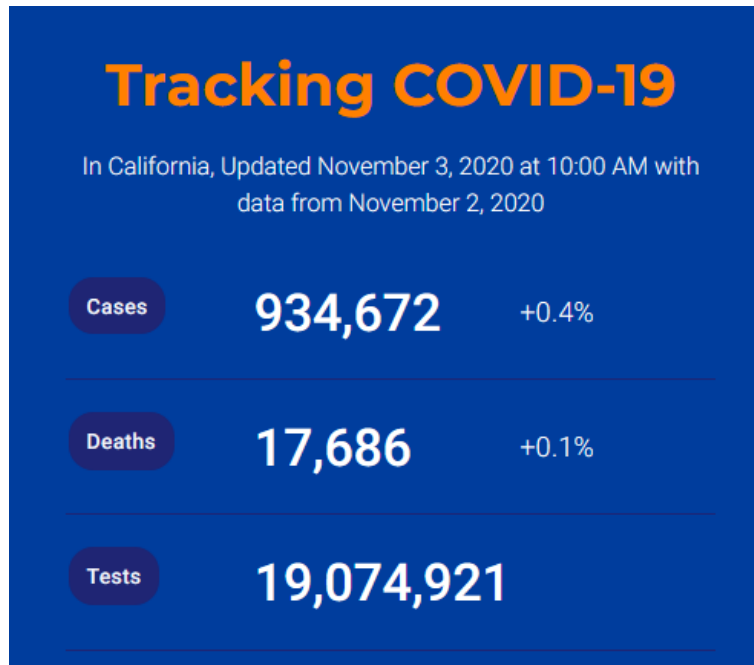 Tracking COVID-19
In California, Updated November 3, 2020 at 10:00 AM with
data from November 2, 2020
Cases 934,672 +0.4%
Deaths 17,686 +0.1%
Tests 19,074,921